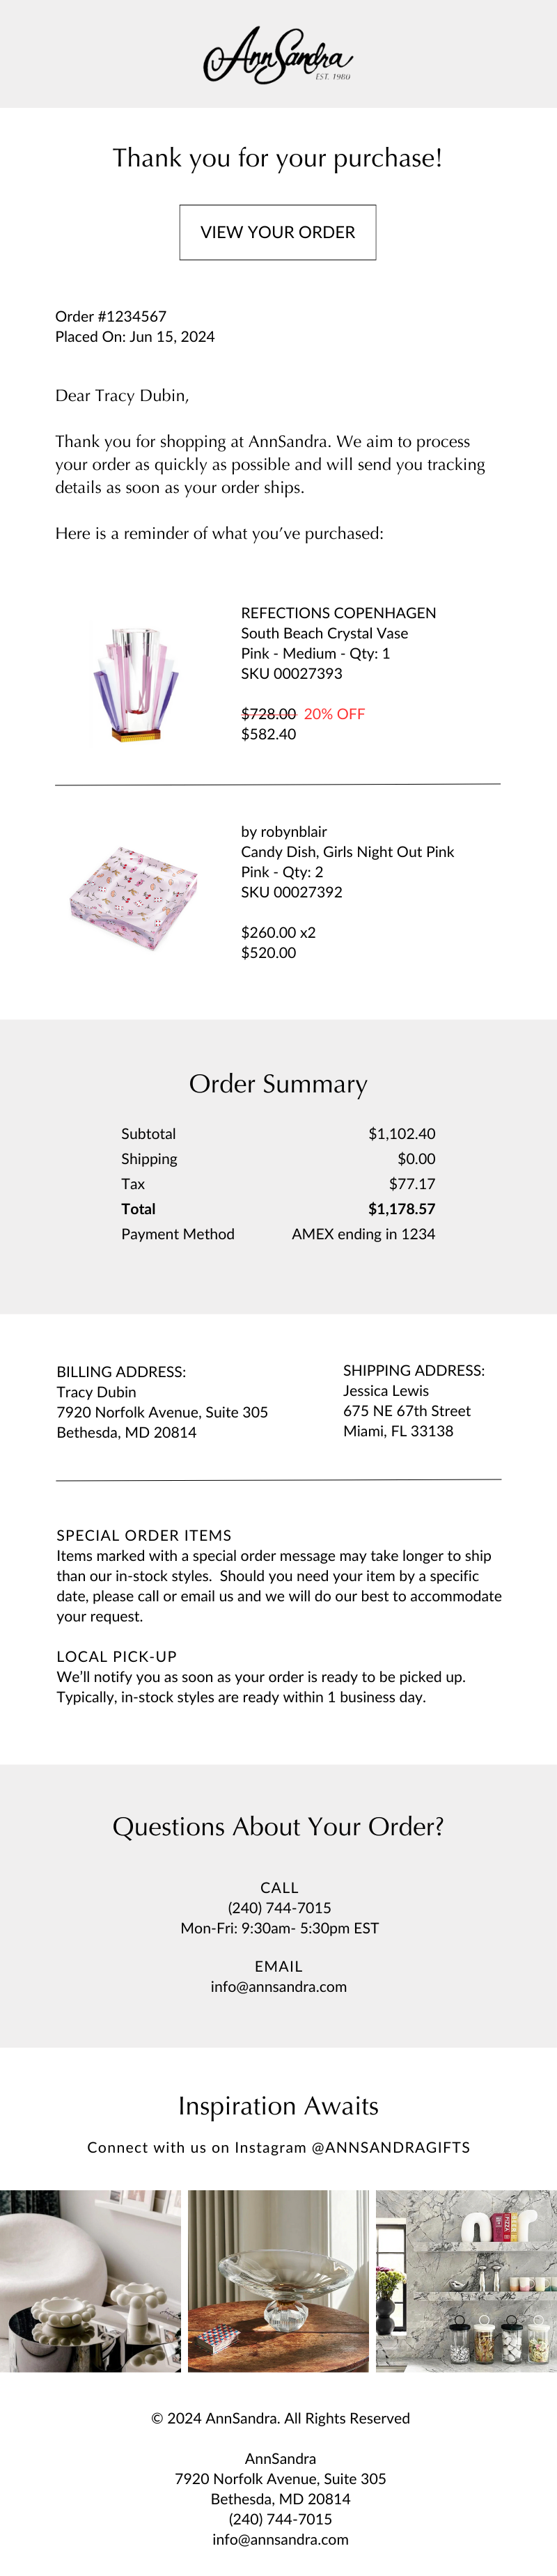 AnnSandra
EST. 1980
Thank you for your purchase!
VIEW YOUR ORDER
Order #1234567
Placed On: Jun 15, 2024
Dear Tracy Dubin,
Thank you for shopping at AnnSandra. We aim to process
your order as quickly as possible and will send you tracking
details as soon as your order ships.
Here is a reminder of what you’ve purchased:
REFECTIONS COPENHAGEN
South Beach Crystal Vase
Pink - Medium - Qty: 1
SKU 00027393
$728.00 20% OFF
$582.40
by robynblair
Candy Dish, Girls Night Out Pink
Pink - Qty: 2
SKU 00027392
$260.00 x2
$520.00
Order Summary
Subtotal $1,102.40
Shipping $0.00
Tax $77.17
Total $1,178.57
Payment Method AMEX ending in 1234
BILLING ADDRESS:
Tracy Dubin
7920 Norfolk Avenue, Suite 305
Bethesda, MD 20814
SHIPPING ADDRESS:
Jessica Lewis
675 NE 67th Street
Miami, FL 33138
SPECIAL ORDER ITEMS
Items marked with a special order message may take longer to ship
than our in-stock styles. Should you need your item by a specific
date, please call or email us and we will do our best to accommodate
your request.
LOCAL PICK-UP
We’ll notify you as soon as your order is ready to be picked up.
Typically, in-stock styles are ready within 1 business day.
Questions About Your Order?
CALL
(240) 744-7015
Mon-Fri: 9:30am- 5:30pm EST
EMAIL
info@annsandra.com
Inspiration Awaits
Connect with us on Instagram @ANNSANDRAGIFTS
© 2024 AnnSandra. All Rights Reserved
AnnSandra
7920 Norfolk Avenue, Suite 305
Bethesda, MD 20814
(240) 744-7015
info@annsandra.com